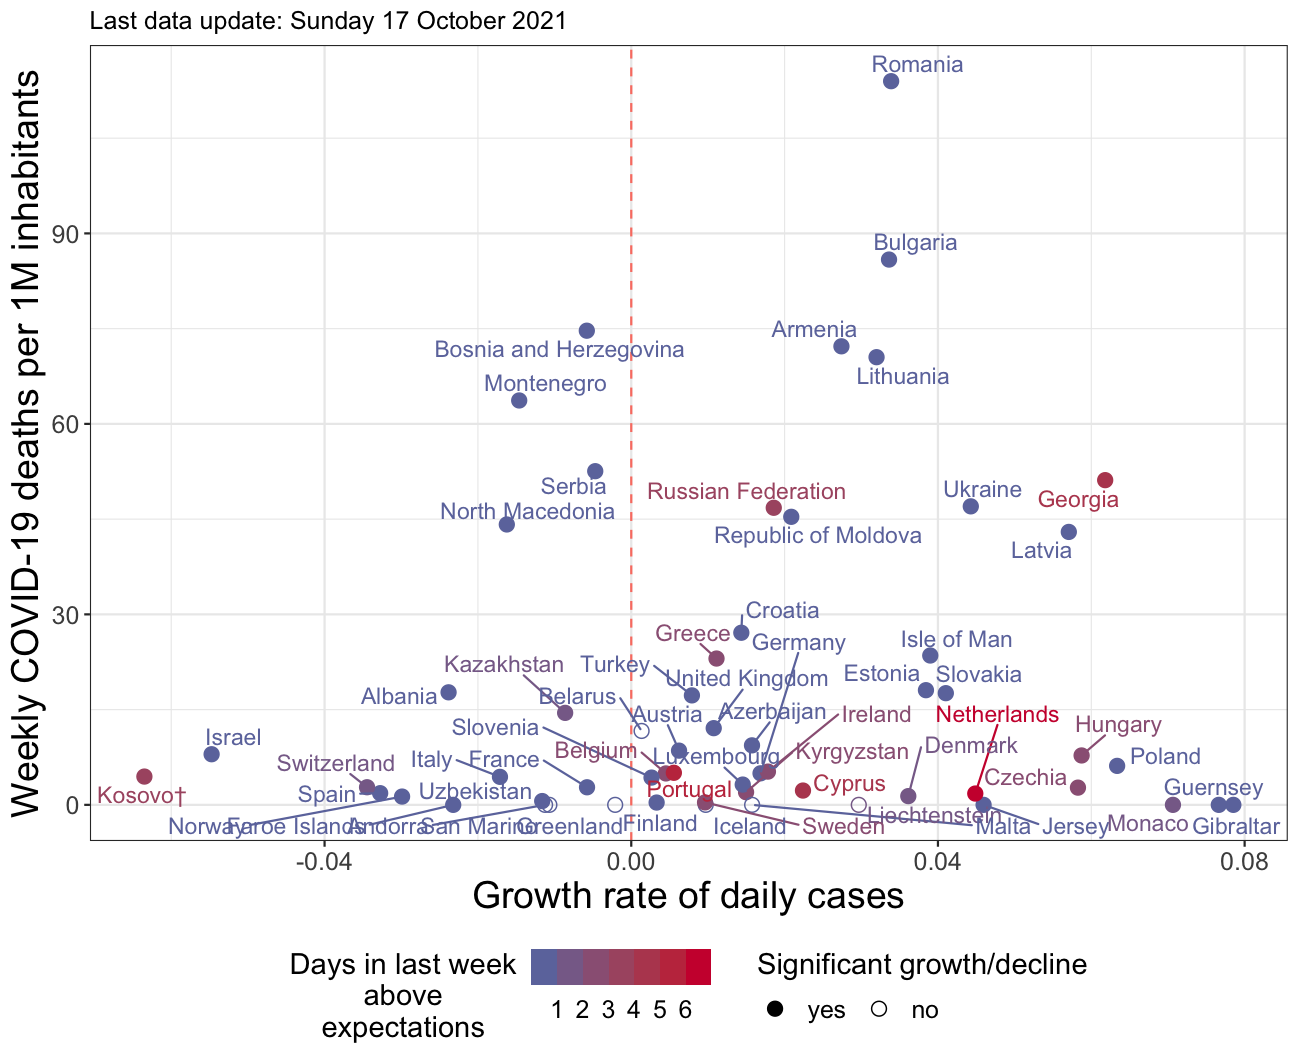 Last data update: Sunday 17 October 2021
Weekly COVID-19 deaths per 1M inhabitants
90
60
30
0
Romania
Bulgaria
Armenia
Bosnia and Herzegovina
Lithuania
Montenegro
Serbia
Russian Federation
Ukraine
Georgia
North Macedonia
Republic of Moldova
Latvia
Croatia
Greece
Germany
Isle of Man
Kazakhstan
Turkey
Estonia
Slovakia
United Kingdom
Albania
Belarus
Austria
Azerbaijan
Ireland
Netherlands
Slovenia
Hungary
Israel
Belgium
Kyrgyzstan
Denmark
Switzerland
Italy
France
Luxembourg
Poland
Czechia
Kosovo†
Spain
Uzbekistan
Portugal
Cyprus
Guernsey
Liechtenstein
Norway
Faroe Islands
Andorra
San Marino
Greenland
Finland
Iceland
Sweden
Malta
Jersey
Monaco
Gibraltar
-0.04
0.00
0.04
0.08
Growth rate of daily cases
Days in last week
above
expectations
1 2 3 4 5 6
Significant growth/decline
yes
no